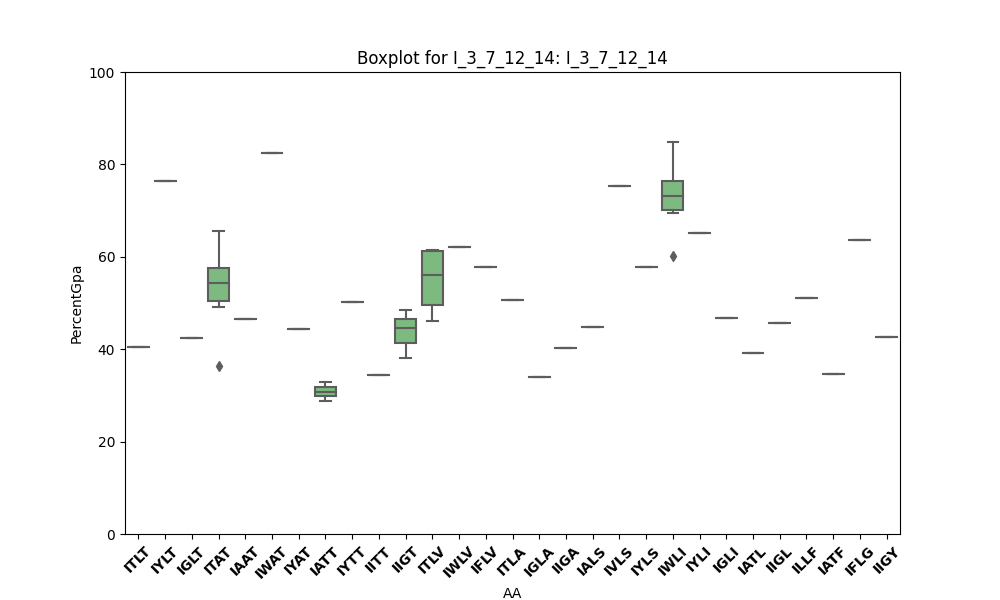 Boxplot for I_3_7_12_14: I_3_7_12_14
PercentGpa
100
80
60
40
20
0
ITLT IYLT IGLT ITAT IAAT IWAT IYAT IATT IYTT IITT IIGT ITLV IWLV IFLV ITLA IGLA IIGA IALS IVLS IYLS IWLI IYLI IGLI IATL IIGL ILLF IATF IFLG IIGY
AA